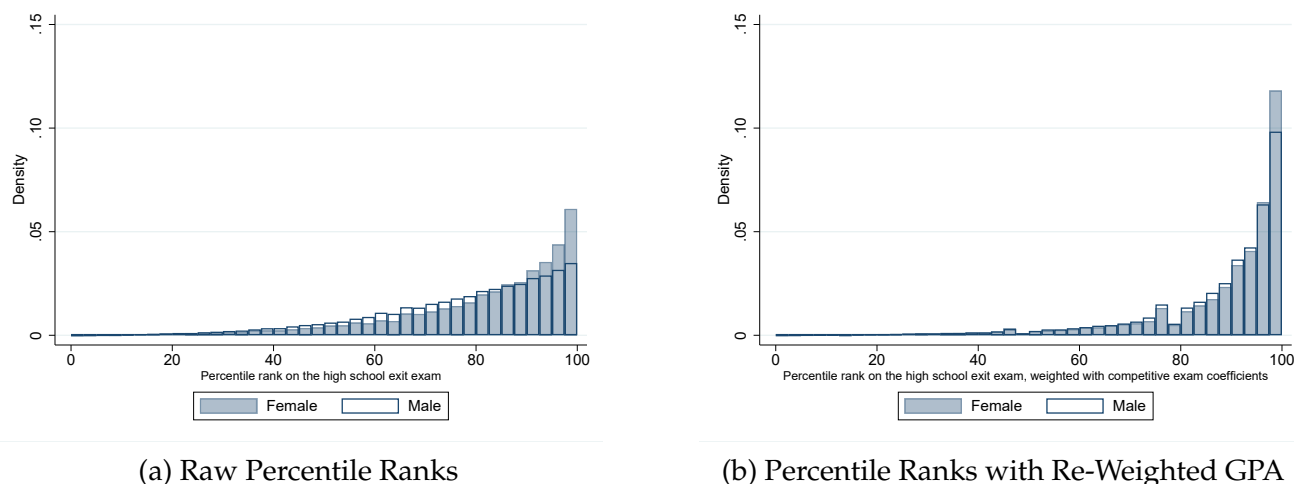 .15
.10
.05
0
Density
0 20 40 60 80 100
Percentile rank on the high school exit exam
Female Male
(a) Raw Percentile Ranks
.15
.10
.05
0
Density
0 20 40 60 80 100
Percentile rank on the high school exit exam, weighted with competitive exam coefficients
Female Male
(b) Percentile Ranks with Re-Weighted GPA